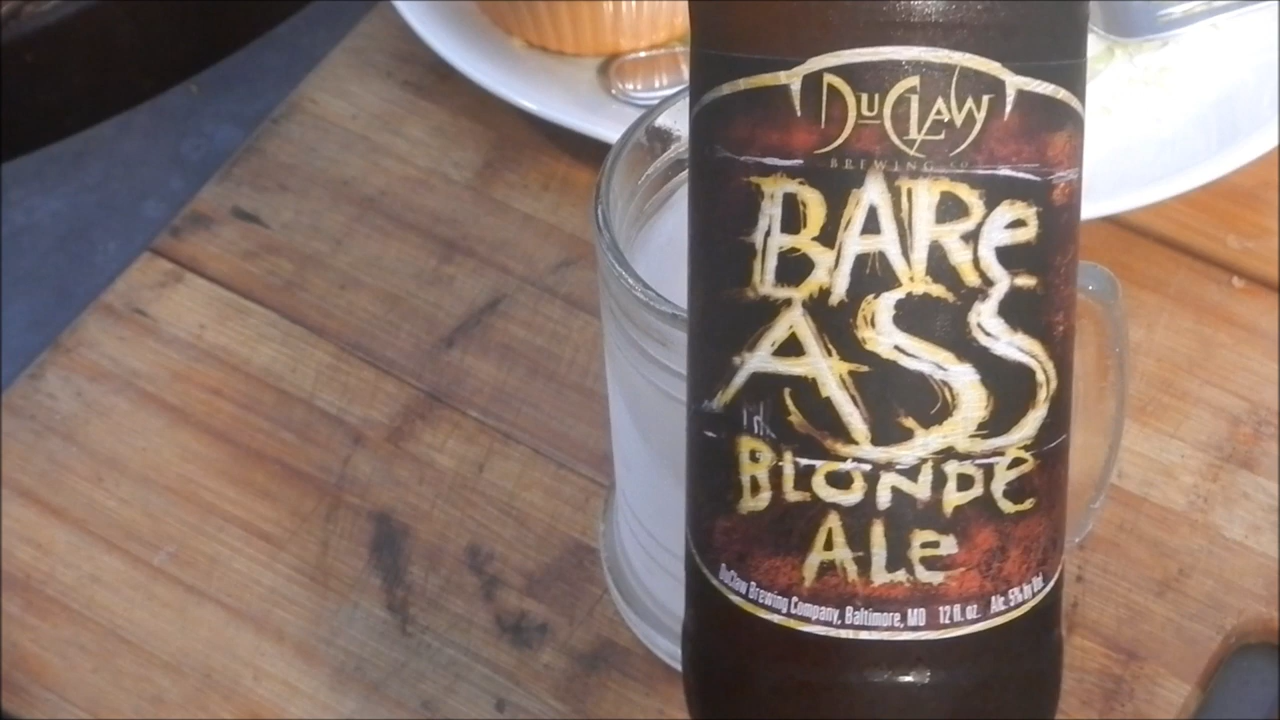 DuClaw
BREWING CO
BARe
ASS
BLONDe
ALe
DuClaw Brewing Company, Baltimore, MD 12 fl. oz. Alc. 5% by Vol